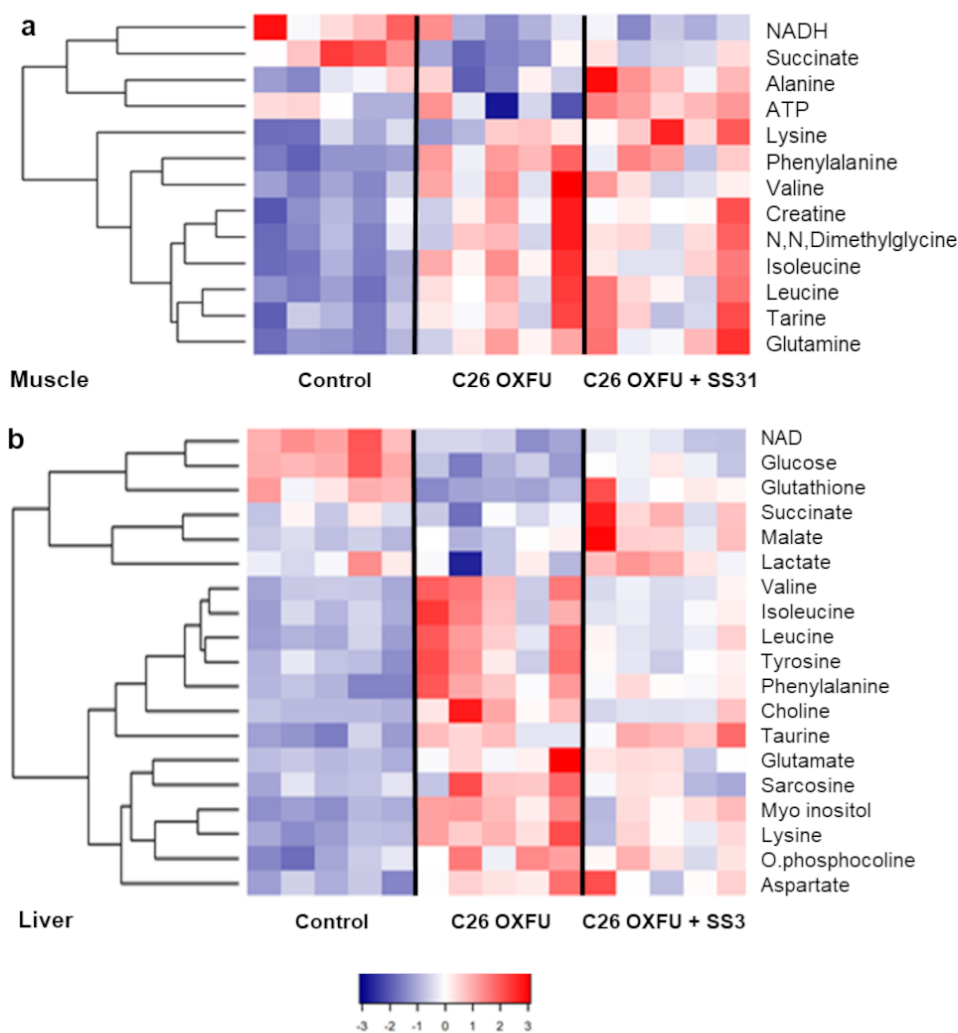 a
NADH
Succinate
Alanine
ATP
Lysine
Phenylalanine
Valine
Creatine
N,N,Dimethylglycine
Isoleucine
Leucine
Tarine
Glutamine
Muscle Control C26 OXFU C26 OXFU + SS31
b
NAD
Glucose
Glutathione
Succinate
Malate
Lactate
Valine
Isoleucine
Leucine
Tyrosine
Phenylalanine
Choline
Taurine
Glutamate
Sarcosine
Myo inositol
Lysine
O.phosphocoline
Aspartate
Liver Control C26 OXFU C26 OXFU + SS3
-3 -2 -1 0 1 2 3